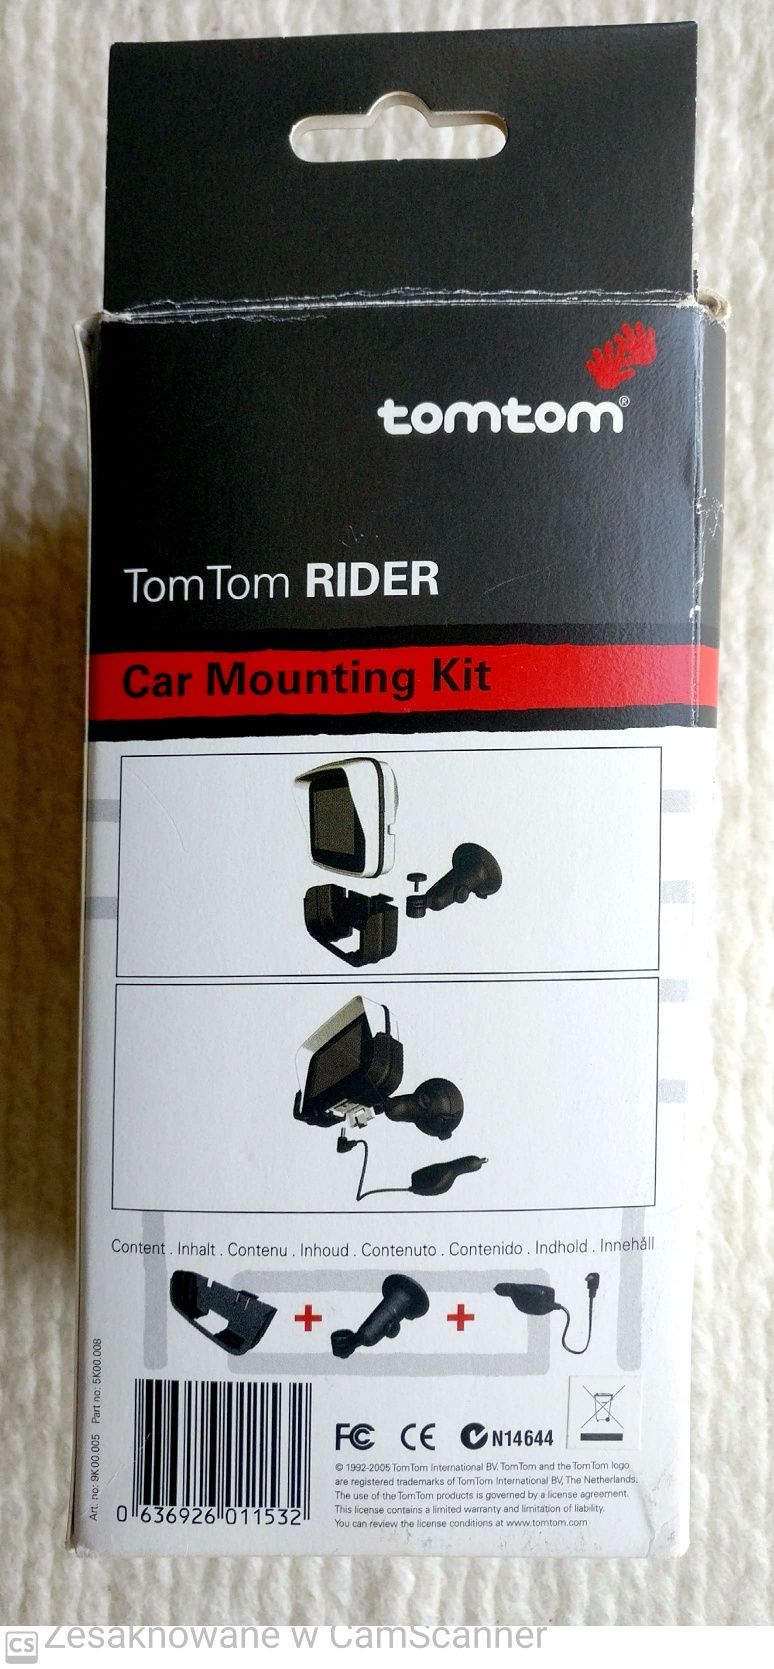 tomtom®
TomTom RIDER
Car Mounting Kit
Content . Inhalt . Contenu . Inhoud . Contenuto . Contenido . Indhold . Innehåll
Art. no: 9K00.005 Part no: 5K00.008
FC CE N14644
0 636926 011532
© 1992-2005 TomTom International BV. TomTom and the TomTom logo
are registered trademarks of TomTom International BV, The Netherlands.
The use of the TomTom products is governed by a license agreement.
This license contains a limited warranty and limitation of liability.
You can review the license conditions at www.tomtom.com
CS Zeskanowane w CamScanner